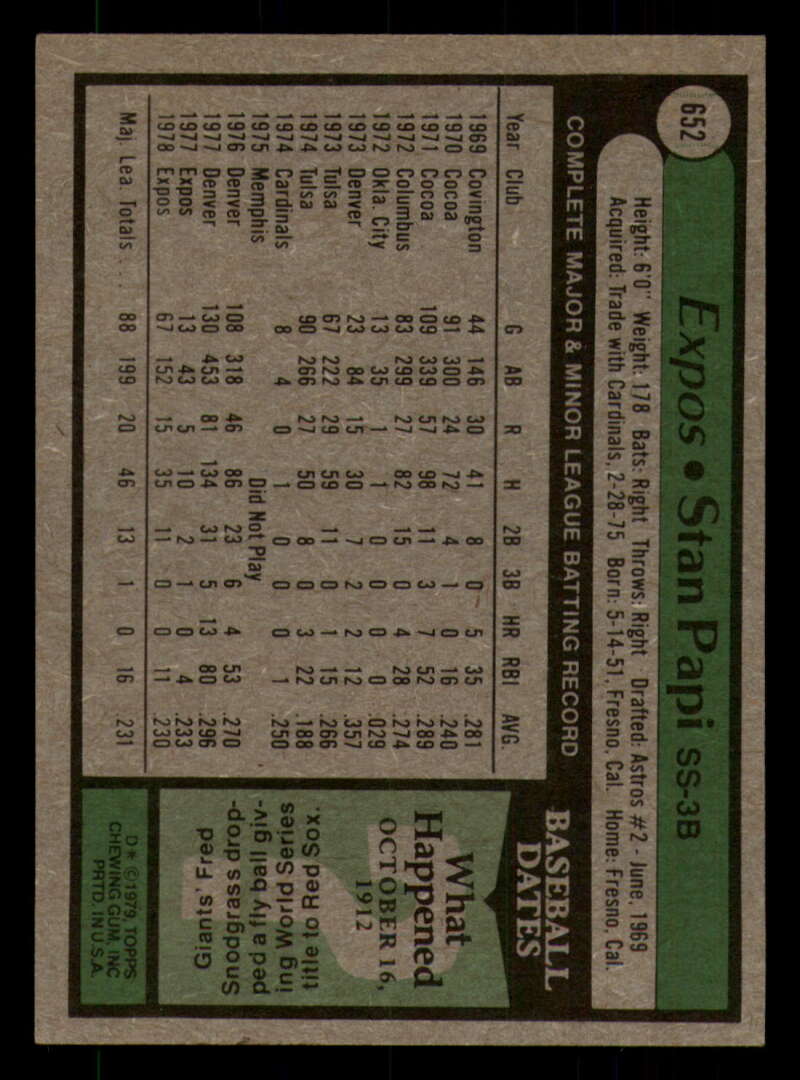 652
Expos • Stan Papi SS-3B
Height: 6'0" Weight: 178 Bats: Right Throws: Right Drafted: Astros #2 - June, 1969
Acquired: Trade with Cardinals, 2-28-75 Born: 5-14-51, Fresno, Cal. Home: Fresno, Cal.
COMPLETE MAJOR & MINOR LEAGUE BATTING RECORD
Year Club G AB R H 2B 3B HR RBI AVG.
1969 Covington 44 146 30 41 8 0 5 35 .281
1970 Cocoa 91 300 24 72 4 1 0 16 .240
1971 Cocoa 109 339 57 98 11 3 7 52 .289
1972 Columbus 83 299 27 82 15 0 4 28 .274
1972 Okla. City 13 35 1 1 0 0 0 0 .029
1973 Denver 23 84 15 30 7 2 2 12 .357
1973 Tulsa 67 222 29 59 11 0 1 15 .266
1974 Tulsa 90 266 27 50 8 0 3 22 .188
1974 Cardinals 8 4 0 1 0 0 0 1 .250
1975 Memphis Did Not Play
1976 Denver 108 318 46 86 23 6 4 53 .270
1977 Denver 130 453 81 134 31 5 13 80 .296
1977 Expos 13 43 5 10 2 1 0 4 .233
1978 Expos 67 152 15 35 11 0 0 11 .230
Maj. Lea. Totals . . . . 88 199 20 46 13 1 0 16 .231
BASEBALL
DATES
What
Happened
OCTOBER 16,
1912
Giants' Fred
Snodgrass drop-
ped a fly ball giv-
ing World Series
title to Red Sox.
D✶ ©1979, TOPPS
CHEWING GUM, INC
PRTD. IN U.S.A.